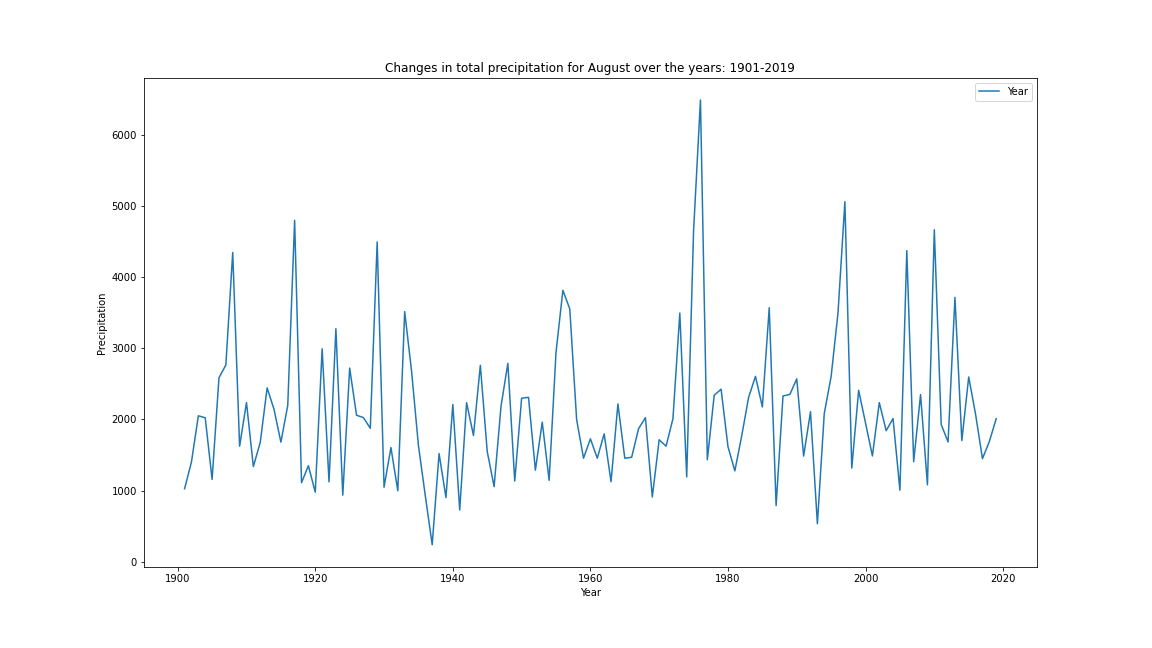 Changes in total precipitation for August over the years: 1901-2019
Year
6000
5000
4000
3000
2000
1000
0
Precipitation
1900 1920 1940 1960 1980 2000 2020
Year